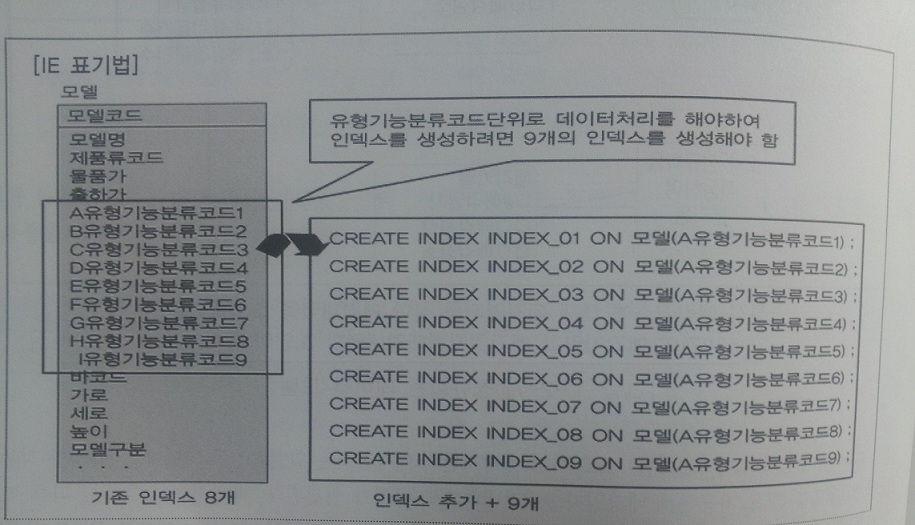 [IE 표기법]
모델
모델코드
모델명
제품류코드
물품가
출하가
A유형기능분류코드1
B유형기능분류코드2
C유형기능분류코드3
D유형기능분류코드4
E유형기능분류코드5
F유형기능분류코드6
G유형기능분류코드7
H유형기능분류코드8
I유형기능분류코드9
바코드
가로
세로
높이
모델구분
. . .
기존 인덱스 8개
유형기능분류코드단위로 데이터처리를 해야하여
인덱스를 생성하려면 9개의 인덱스를 생성해야 함
CREATE INDEX INDEX_01 ON 모델(A유형기능분류코드1) ;
CREATE INDEX INDEX_02 ON 모델(A유형기능분류코드2) ;
CREATE INDEX INDEX_03 ON 모델(A유형기능분류코드3) ;
CREATE INDEX INDEX_04 ON 모델(A유형기능분류코드4) ;
CREATE INDEX INDEX_05 ON 모델(A유형기능분류코드5) ;
CREATE INDEX INDEX_06 ON 모델(A유형기능분류코드6) ;
CREATE INDEX INDEX_07 ON 모델(A유형기능분류코드7) ;
CREATE INDEX INDEX_08 ON 모델(A유형기능분류코드8) ;
CREATE INDEX INDEX_09 ON 모델(A유형기능분류코드9) ;
인덱스 추가 + 9개